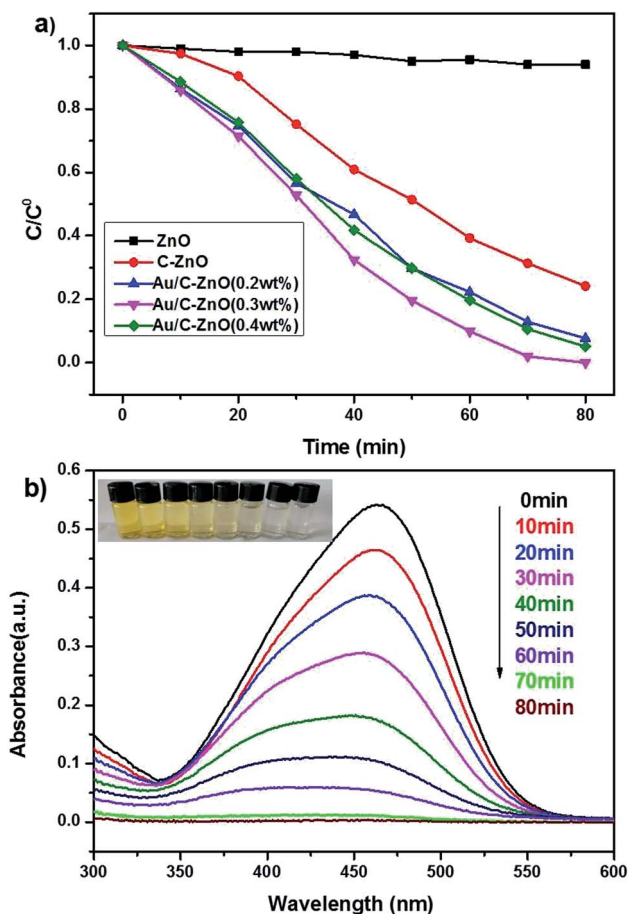 a)
1.0
0.8
0.6
0.4
0.2
0.0
C/C⁰
ZnO
C-ZnO
Au/C-ZnO(0.2wt%)
Au/C-ZnO(0.3wt%)
Au/C-ZnO(0.4wt%)
0 20 40 60 80
Time (min)
b)
0.6
0.5
0.4
0.3
0.2
0.1
0.0
Absorbance(a.u.)
0min
10min
20min
30min
40min
50min
60min
70min
80min
300 350 400 450 500 550 600
Wavelength (nm)